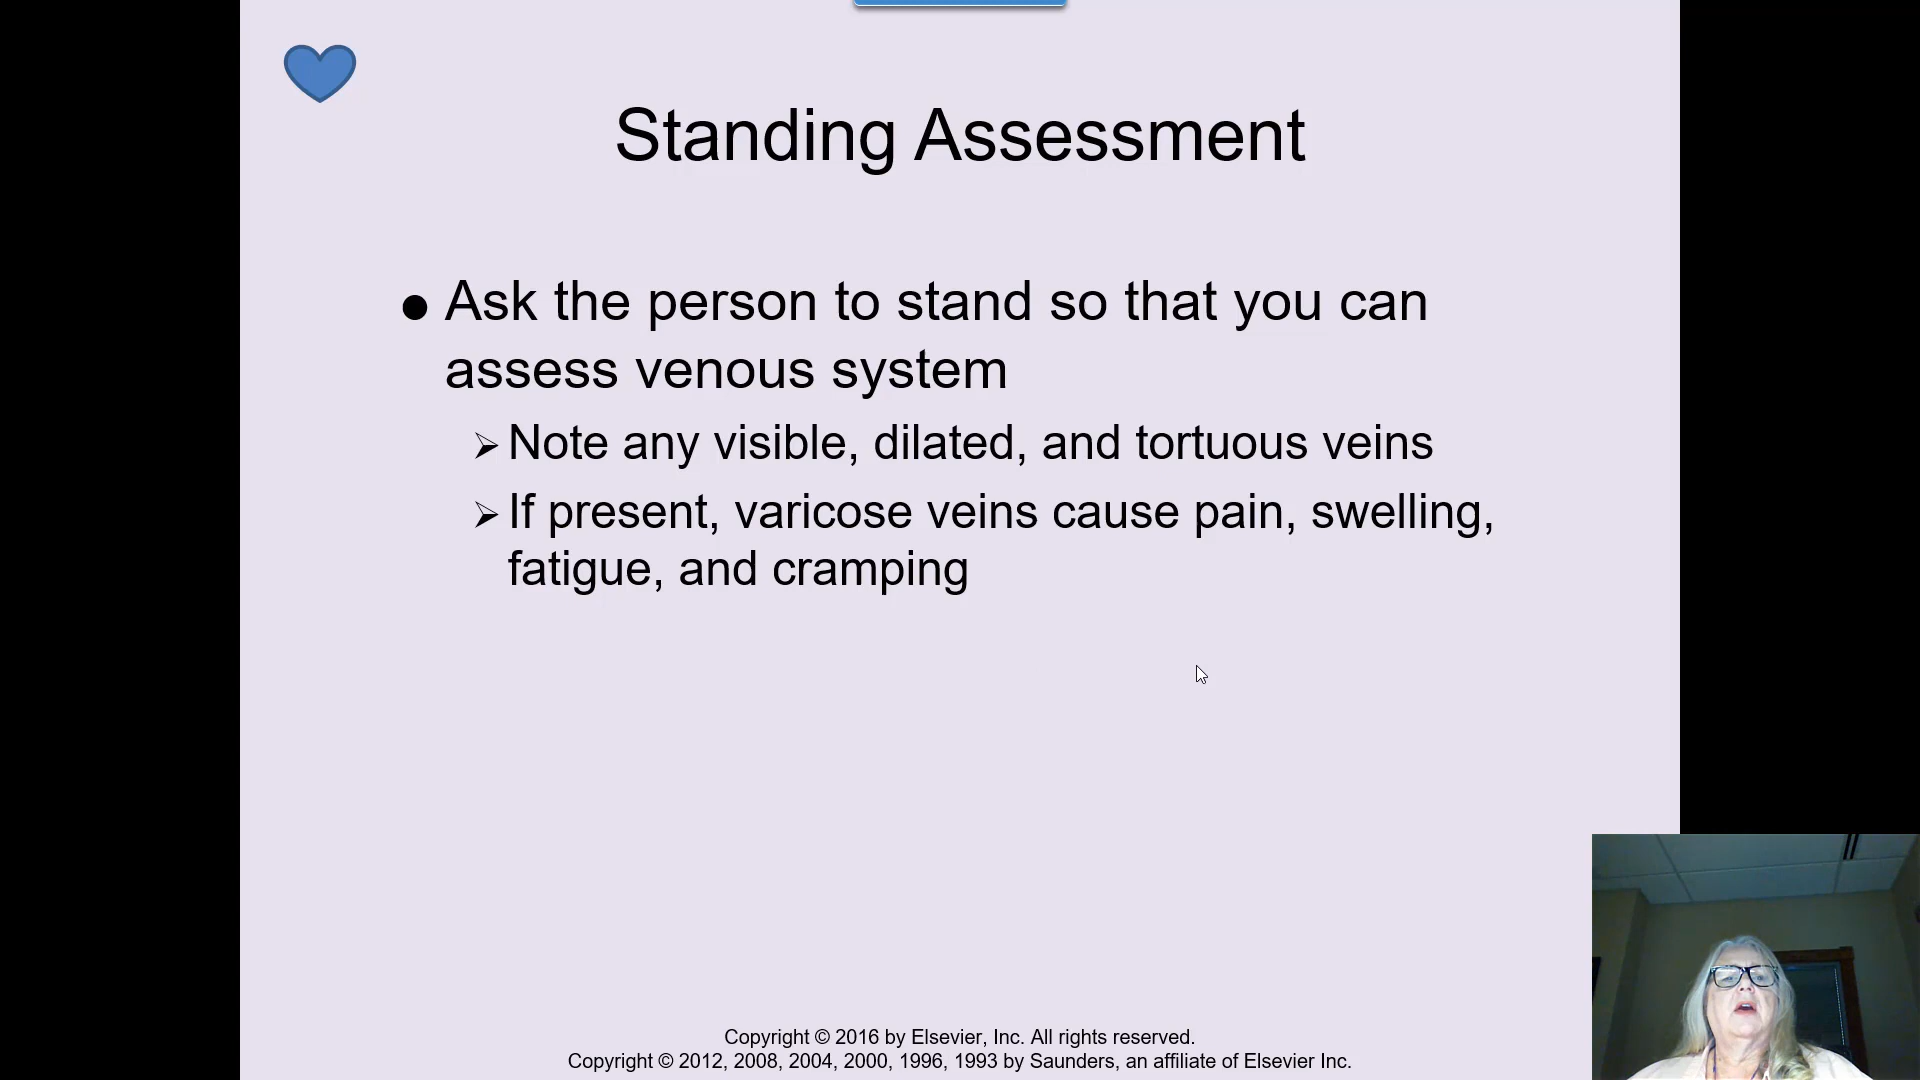 Standing Assessment
● Ask the person to stand so that you can
assess venous system
➢ Note any visible, dilated, and tortuous veins
➢ If present, varicose veins cause pain, swelling,
fatigue, and cramping
Copyright © 2016 by Elsevier, Inc. All rights reserved.
Copyright © 2012, 2008, 2004, 2000, 1996, 1993 by Saunders, an affiliate of Elsevier Inc.